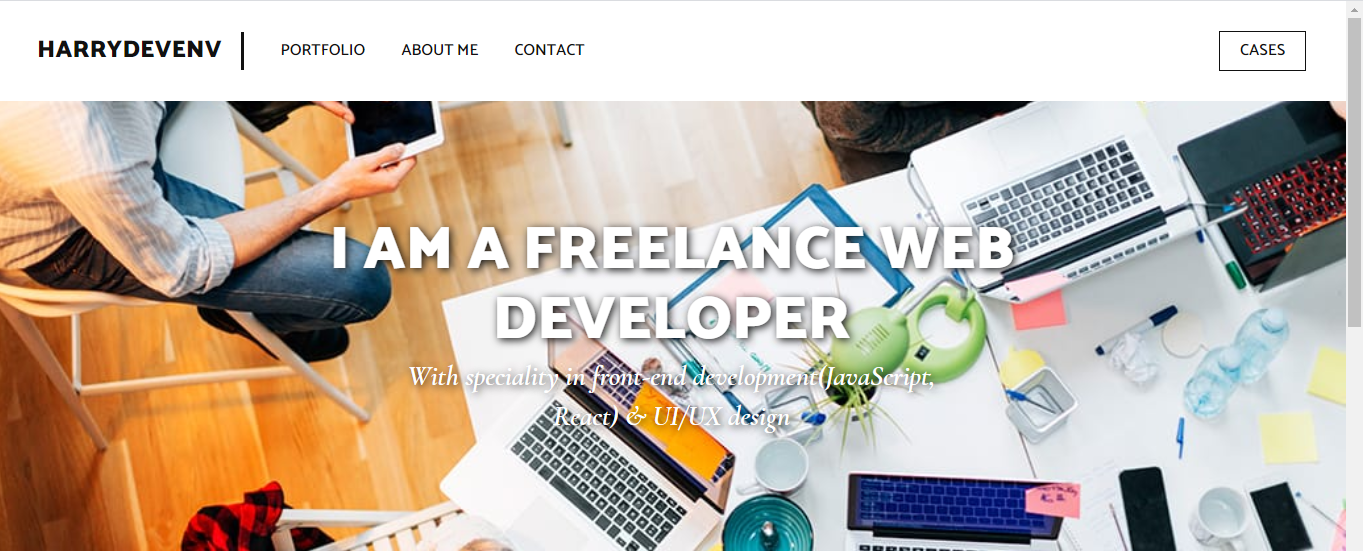 HARRYDEVENV
PORTFOLIO
ABOUT ME
CONTACT
CASES
I AM A FREELANCE WEB
DEVELOPER
With speciality in front-end development(JavaScript,
React) & UI/UX design